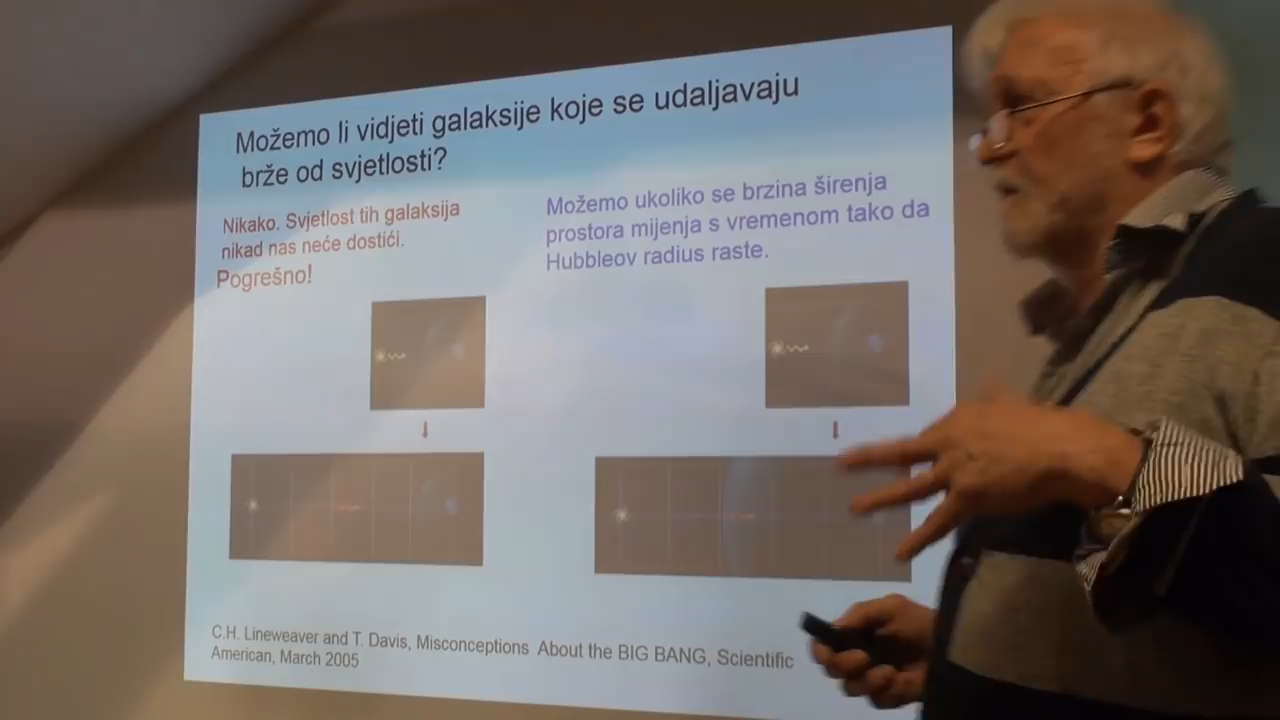 Možemo li vidjeti galaksije koje se udaljavaju
brže od svjetlosti?
Nikako. Svjetlost tih galaksija
nikad nas neće dostići.
Pogrešno!
Možemo ukoliko se brzina širenja
prostora mijenja s vremenom tako da
Hubbleov radius raste.
C.H. Lineweaver and T. Davis, Misconceptions About the BIG BANG, Scientific
American, March 2005